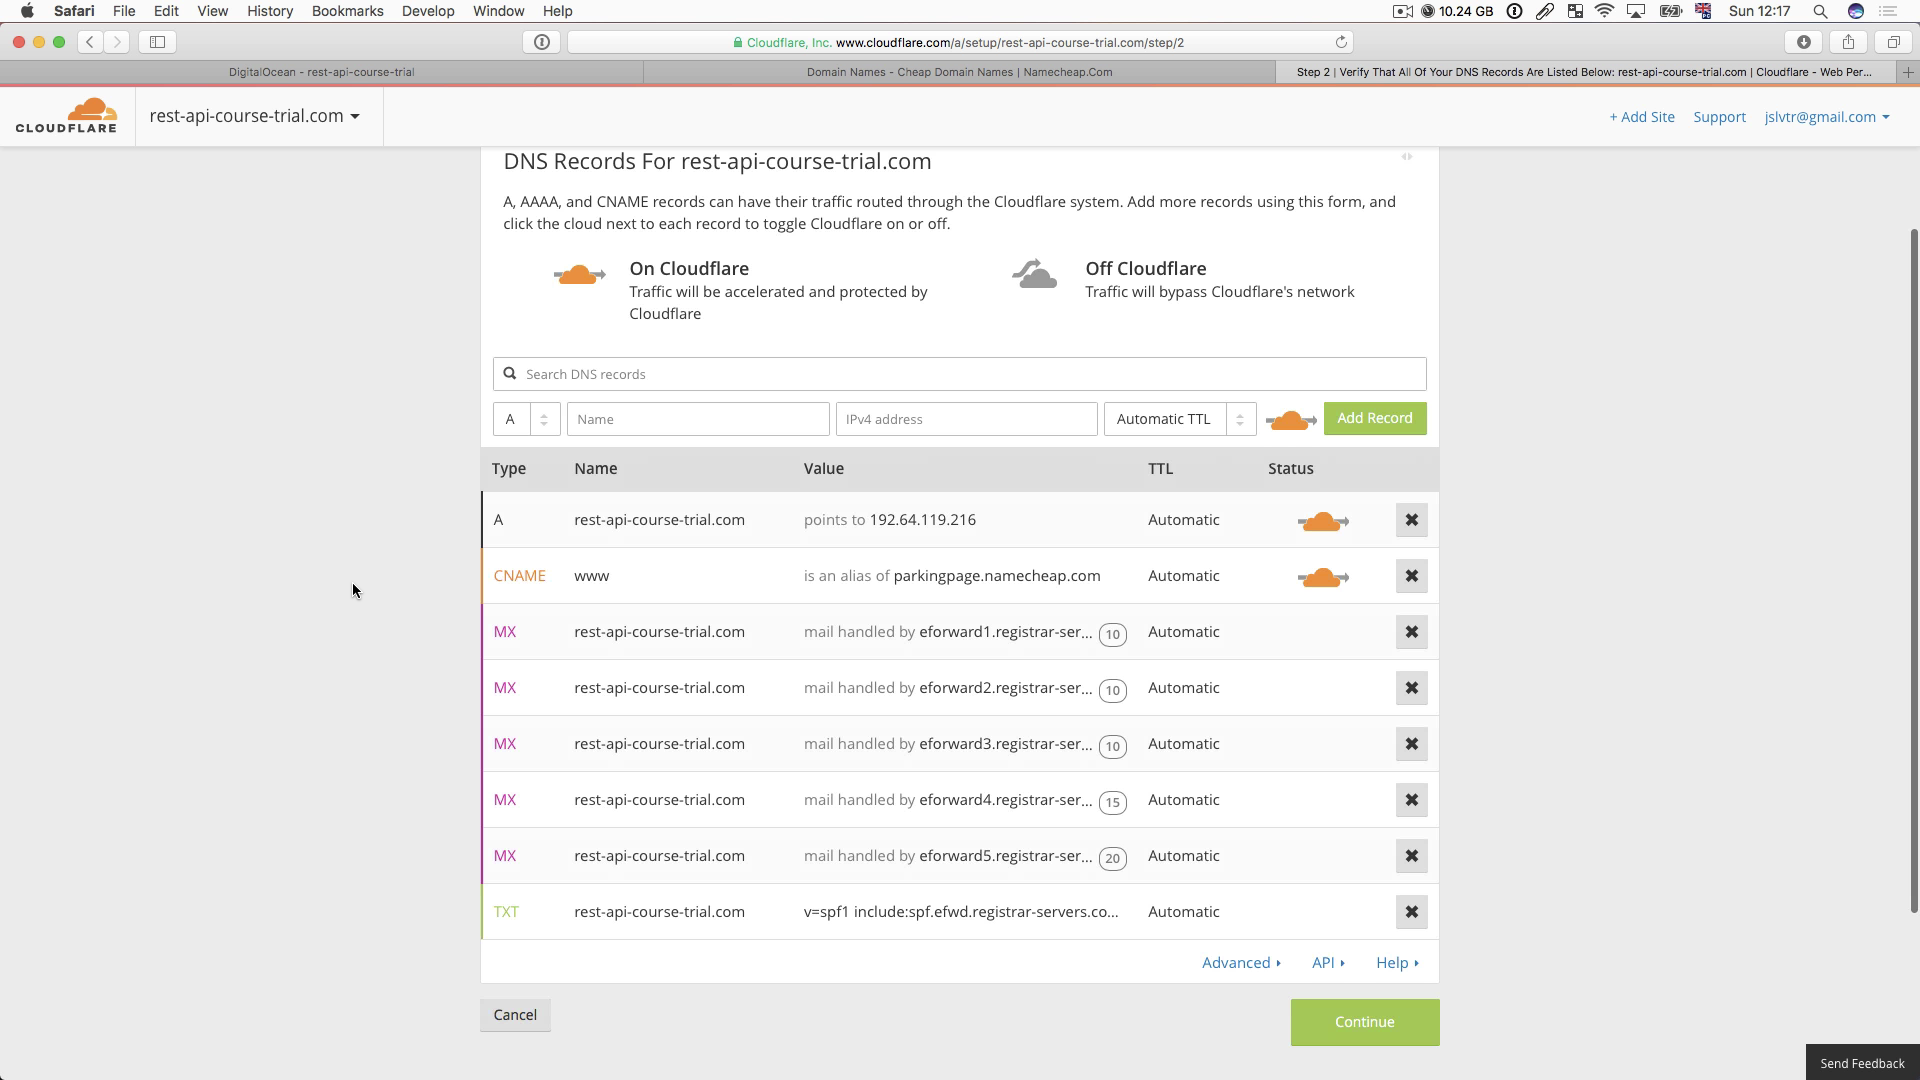 Safari File Edit View History Bookmarks Develop Window Help 10.24 GB Sun 12:17
Cloudflare, Inc. www.cloudflare.com/a/setup/rest-api-course-trial.com/step/2
DigitalOcean - rest-api-course-trial
Domain Names - Cheap Domain Names | Namecheap.Com
Step 2 | Verify That All Of Your DNS Records Are Listed Below: rest-api-course-trial.com | Cloudflare - Web Per...
CLOUDFLARE
rest-api-course-trial.com
+ Add Site Support jslvtr@gmail.com
DNS Records For rest-api-course-trial.com
A, AAAA, and CNAME records can have their traffic routed through the Cloudflare system. Add more records using this form, and
click the cloud next to each record to toggle Cloudflare on or off.
On Cloudflare
Traffic will be accelerated and protected by
Cloudflare
Off Cloudflare
Traffic will bypass Cloudflare's network
Search DNS records
A Name IPv4 address Automatic TTL Add Record
Type Name Value TTL Status
A rest-api-course-trial.com points to 192.64.119.216 Automatic
CNAME www is an alias of parkingpage.namecheap.com Automatic
MX rest-api-course-trial.com mail handled by eforward1.registrar-ser... 10 Automatic
MX rest-api-course-trial.com mail handled by eforward2.registrar-ser... 10 Automatic
MX rest-api-course-trial.com mail handled by eforward3.registrar-ser... 10 Automatic
MX rest-api-course-trial.com mail handled by eforward4.registrar-ser... 15 Automatic
MX rest-api-course-trial.com mail handled by eforward5.registrar-ser... 20 Automatic
TXT rest-api-course-trial.com v=spf1 include:spf.efwd.registrar-servers.co... Automatic
Advanced API Help
Cancel
Continue
Send Feedback